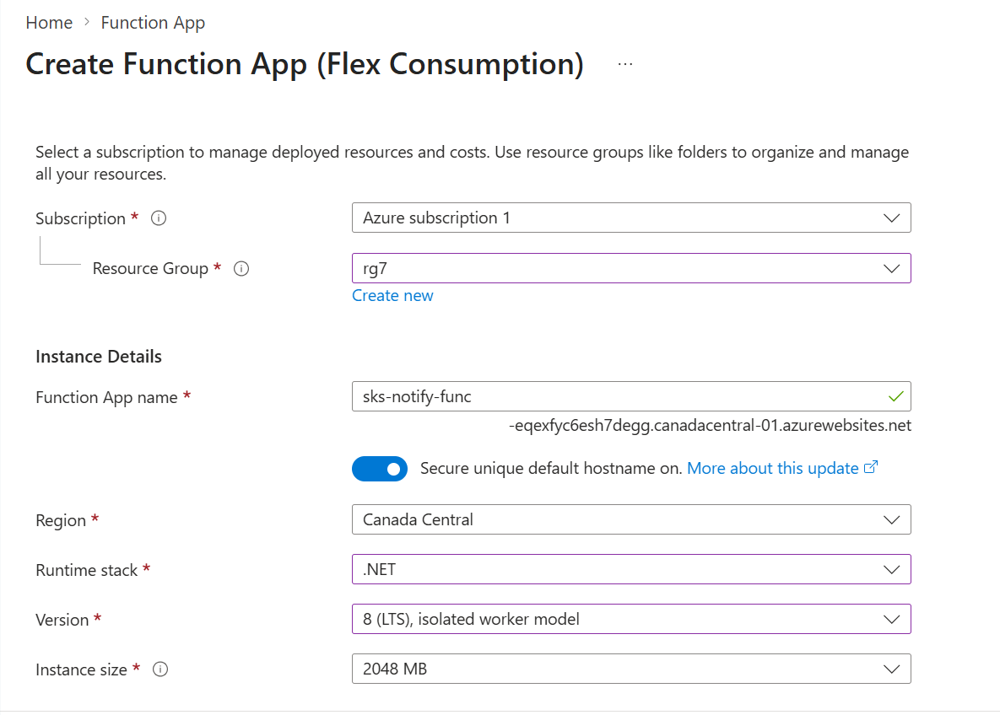 Home > Function App
Create Function App (Flex Consumption) ...
Select a subscription to manage deployed resources and costs. Use resource groups like folders to organize and manage
all your resources.
Subscription * Azure subscription 1
Resource Group * rg7
Create new
Instance Details
Function App name * sks-notify-func
-eqexfyc6esh7degg.canadacentral-01.azurewebsites.net
Secure unique default hostname on. More about this update
Region * Canada Central
Runtime stack * .NET
Version * 8 (LTS), isolated worker model
Instance size * 2048 MB